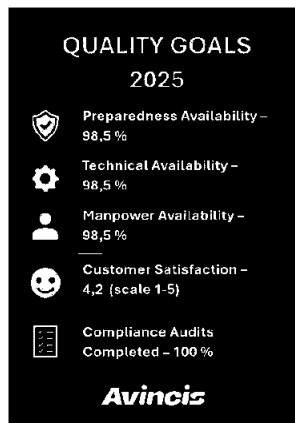 QUALITY GOALS
2025
Preparedness Availability –
98,5 %
Technical Availability –
98,5 %
Manpower Availability –
98,5 %
Customer Satisfaction –
4,2 (scale 1-5)
Compliance Audits
Completed – 100 %
Avincis